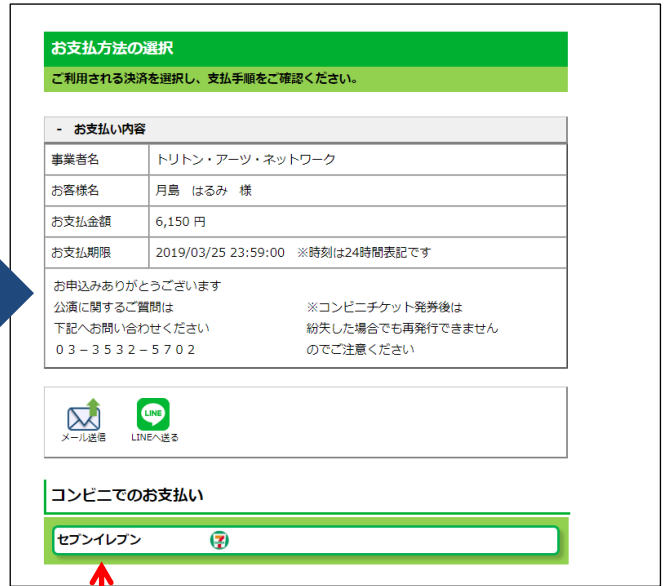 お支払方法の選択
ご利用される決済を選択し、支払手順をご確認ください。
- お支払い内容
事業者名 トリトン・アーツ・ネットワーク
お客様名 月島 はるみ 様
お支払金額 6,150 円
お支払期限 2019/03/25 23:59:00 ※時刻は24時間表記です
お申込みありがとうございます
公演に関するご質問は ※コンビニチケット発券後は
下記へお問い合わせください 紛失した場合でも再発行できません
03-3532-5702 のでご注意ください
LINE
メール送信 LINEへ送る
コンビニでのお支払い
セブンイレブン